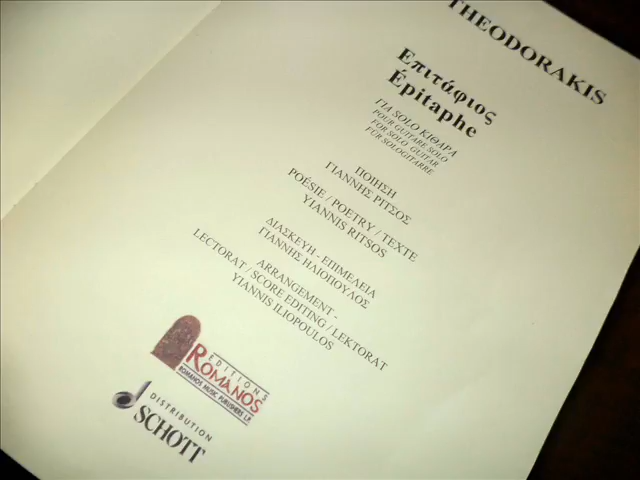 THEODORAKIS
Επιτάφιος
Épitaphe
ΓΙΑ SOLO ΚΙΘΑΡΑ
POUR GUITARE SOLO
FOR SOLO GUITAR
FÜR SOLOGITARRE
ΠΟΙΗΣΗ
ΓΙΑΝΝΗΣ ΡΙΤΣΟΣ
POÉSIE / POETRY / TEXTE
YIANNIS RITSOS
ΔΙΑΣΚΕΥΗ - ΕΠΙΜΕΛΕΙΑ
ΓΙΑΝΝΗΣ ΗΛΙΟΠΟΥΛΟΣ
ARRANGEMENT -
LECTORAT / SCORE EDITING / LEKTORAT
YIANNIS ILIOPOULOS
EDITIONS
ROMANOS
ROMANOS MUSIC PUBLISHERS L.P.
DISTRIBUTION
SCHOTT